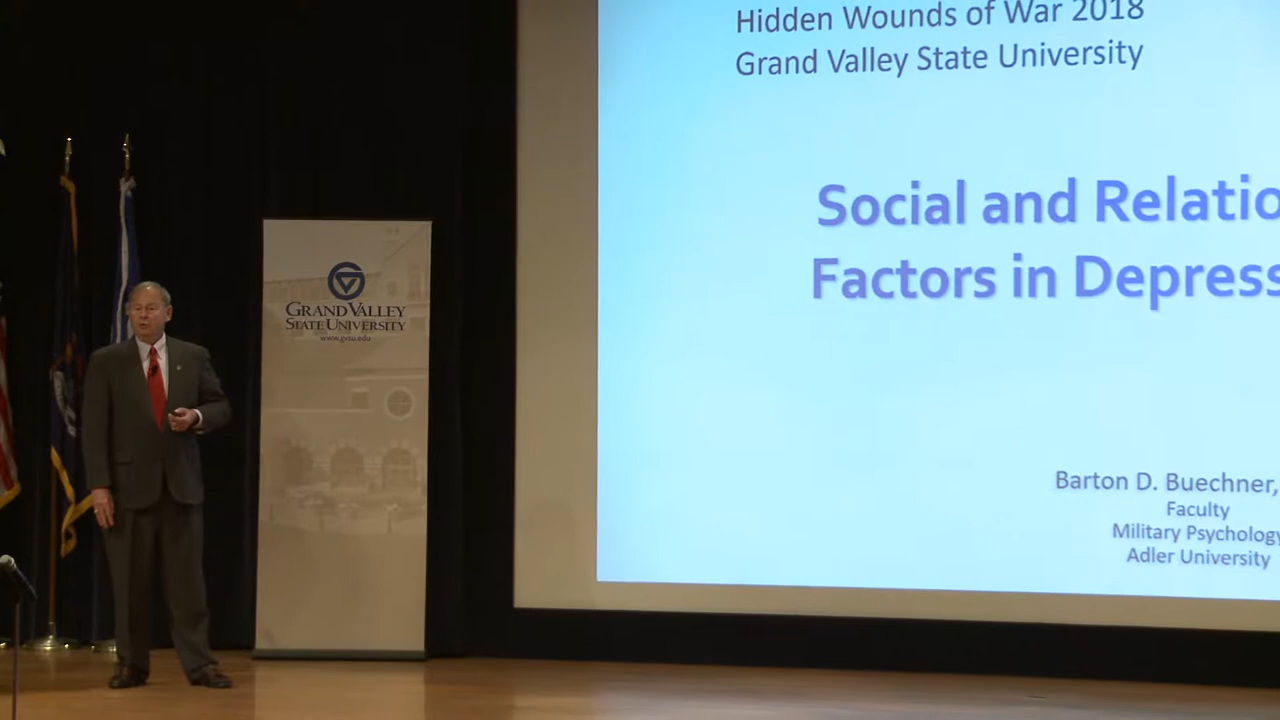 Hidden Wounds of War 2018
Grand Valley State University
Social and Relatio
Factors in Depress
Barton D. Buechner,
Faculty
Military Psychology
Adler University
GRAND VALLEY
STATE UNIVERSITY
www.gvsu.edu